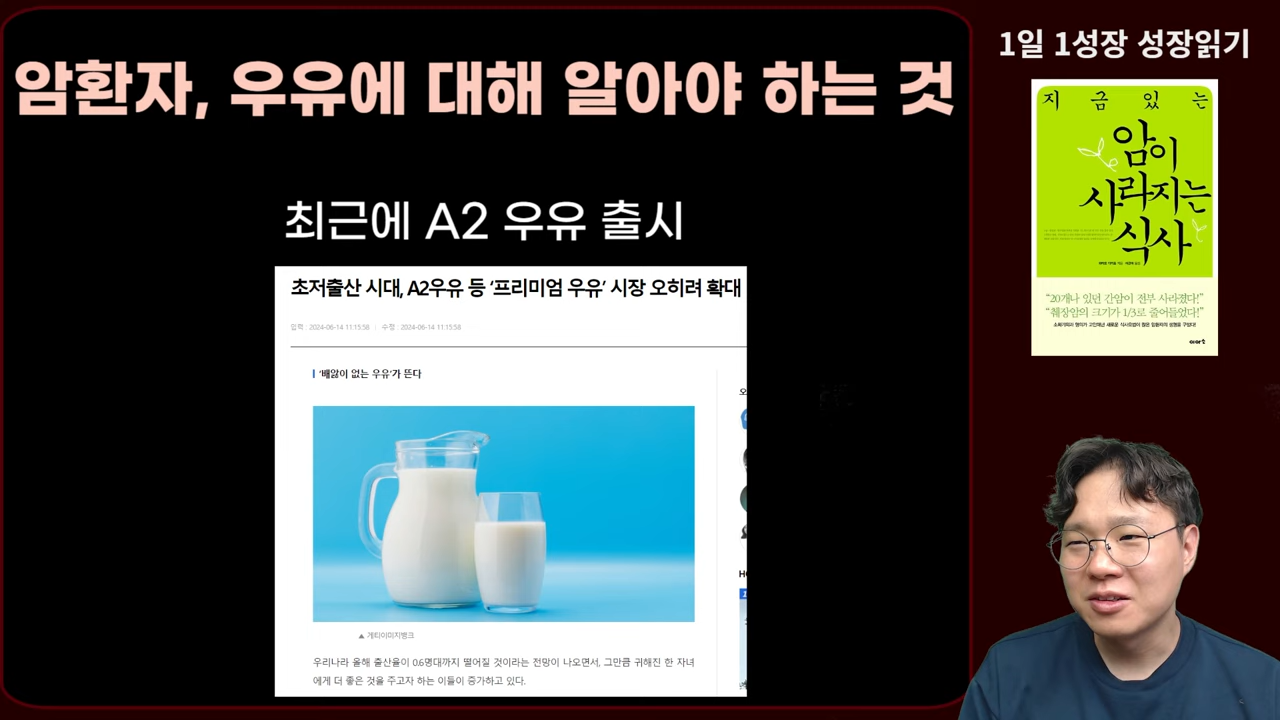 암환자, 우유에 대해 알아야 하는 것
최근에 A2 우유 출시
초저출산 시대, A2우유 등 ‘프리미엄 우유’ 시장 오히려 확대
입력 : 2024-06-14 11:15:58 | 수정 : 2024-06-14 11:15:58
‘배앓이 없는 우유’가 뜬다
▲ 게티이미지뱅크
우리나라 올해 출산율이 0.6명대까지 떨어질 것이라는 전망이 나오면서, 그만큼 귀해진 한 자녀
에게 더 좋은 것을 주고자 하는 이들이 증가하고 있다.
1일 1성장 성장읽기
지금있는
암이
사라지는
식사
“20개나 있던 간암이 전부 사라졌다!”
“췌장암의 크기가 1/3로 줄어들었다!”